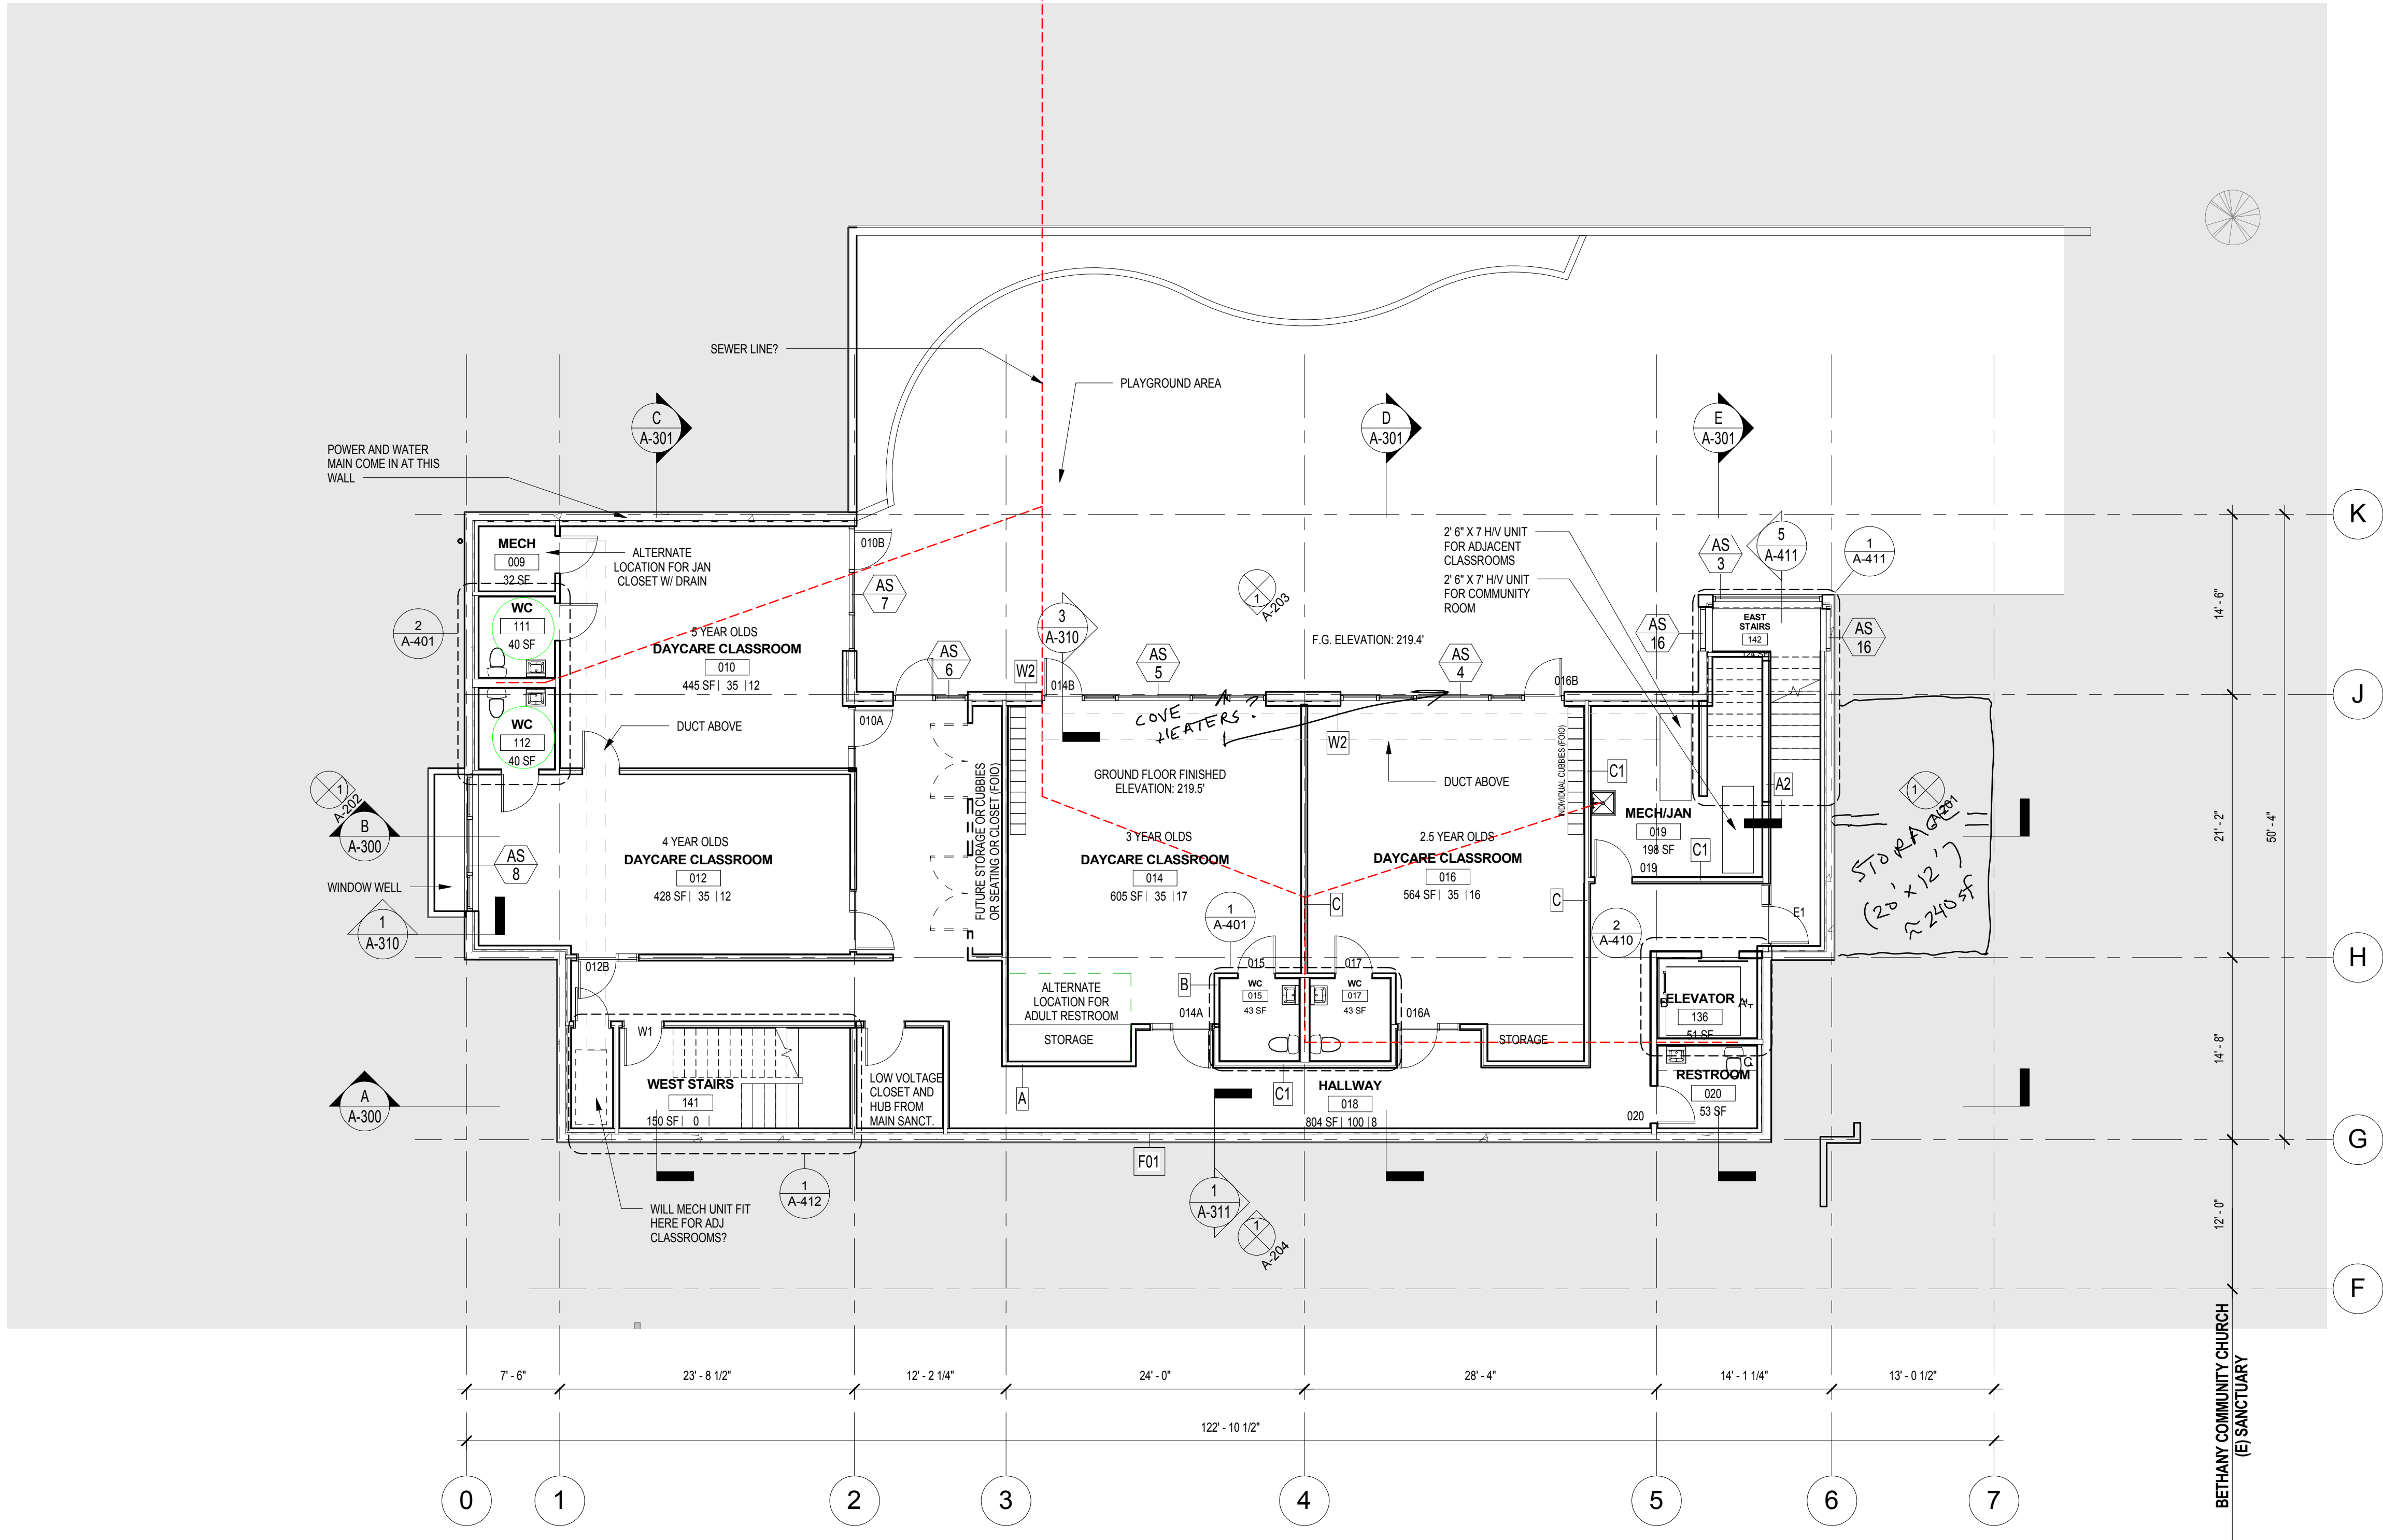 SEWER LINE?
PLAYGROUND AREA
C
A-301
D
A-301
E
A-301
POWER AND WATER
MAIN COME IN AT THIS
WALL
K
MECH
009
32 SF
ALTERNATE
LOCATION FOR JAN
CLOSET W/ DRAIN
010B
AS
7
2' 6" X 7 H/V UNIT
FOR ADJACENT
CLASSROOMS
2' 6" X 7' H/V UNIT
FOR COMMUNITY
ROOM
AS
3
5
A-411
1
A-411
2
A-401
WC
111
40 SF
5 YEAR OLDS
DAYCARE CLASSROOM
010
445 SF | 35 | 12
1
A-203
3
A-310
F.G. ELEVATION: 219.4'
AS
16
EAST
STAIRS
142
124 SF
AS
16
14' - 6"
AS
6
W2
014B
AS
5
AS
4
016B
J
WC
112
40 SF
010A
DUCT ABOVE
COVE
HEATERS?
W2
DUCT ABOVE
GROUND FLOOR FINISHED
ELEVATION: 219.5'
INDIVIDUAL CUBBIES (FOIO)
C1
A2
FUTURE STORAGE OR CUBBIES
OR SEATING OR CLOSET (FOIO)
1
A-202
B
A-300
1
A-201
STORAGE
(20' x 12')
≈ 240 sf
21' - 2"
50' - 4"
MECH/JAN
019
198 SF
C1
019
4 YEAR OLDS
DAYCARE CLASSROOM
012
428 SF | 35 | 12
3 YEAR OLDS
DAYCARE CLASSROOM
014
605 SF | 35 | 17
2.5 YEAR OLDS
DAYCARE CLASSROOM
016
564 SF | 35 | 16
AS
8
WINDOW WELL
1
A-310
1
A-401
C
C
2
A-410
E1
H
012B
015
017
B
WC
015
43 SF
WC
017
43 SF
ALTERNATE
LOCATION FOR
ADULT RESTROOM
014A
016A
STORAGE
STORAGE
ELEVATOR
136
51 SF
W1
WEST STAIRS
141
150 SF | 0 |
LOW VOLTAGE
CLOSET AND
HUB FROM
MAIN SANCT.
A
A-300
A
C1
HALLWAY
018
804 SF | 100 | 8
RESTROOM
020
53 SF
020
14' - 8"
G
F01
1
A-412
1
A-311
1
A-204
WILL MECH UNIT FIT
HERE FOR ADJ
CLASSROOMS?
12' - 0"
F
BETHANY COMMUNITY CHURCH
(E) SANCTUARY
7' - 6"
23' - 8 1/2"
12' - 2 1/4"
24' - 0"
28' - 4"
14' - 1 1/4"
13' - 0 1/2"
122' - 10 1/2"
0
1
2
3
4
5
6
7